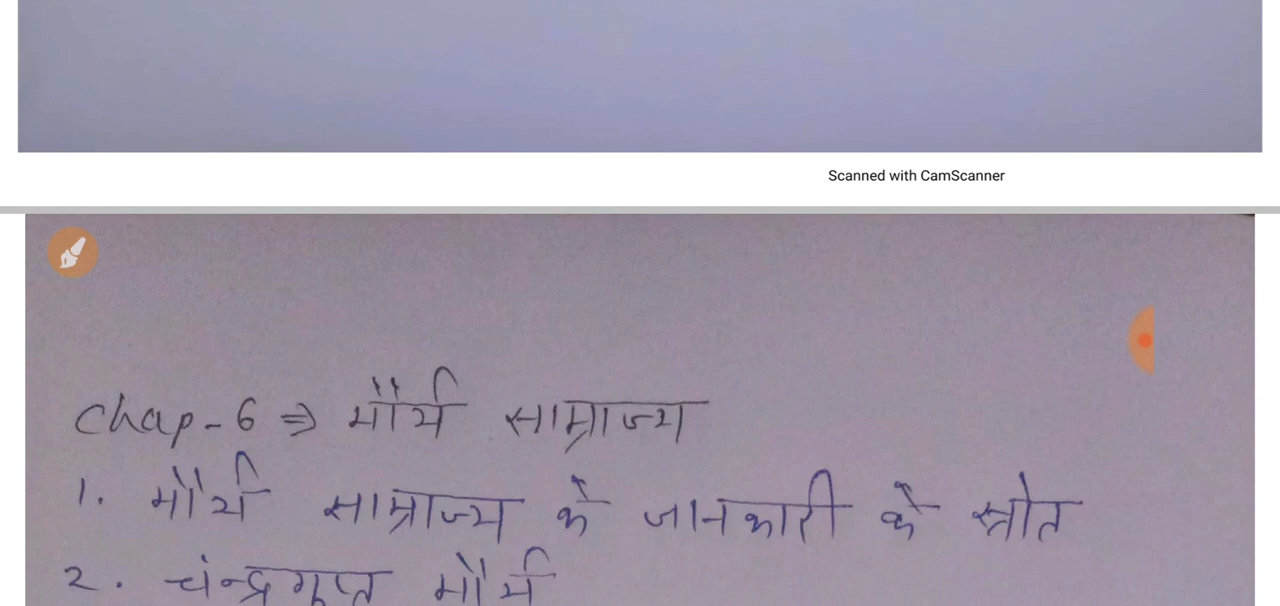 Scanned with CamScanner
Chap-6 ⇒ मौर्य साम्राज्य
1. मौर्य साम्राज्य के जानकारी के स्त्रोत
2. चंन्द्रगुप्त मौर्य